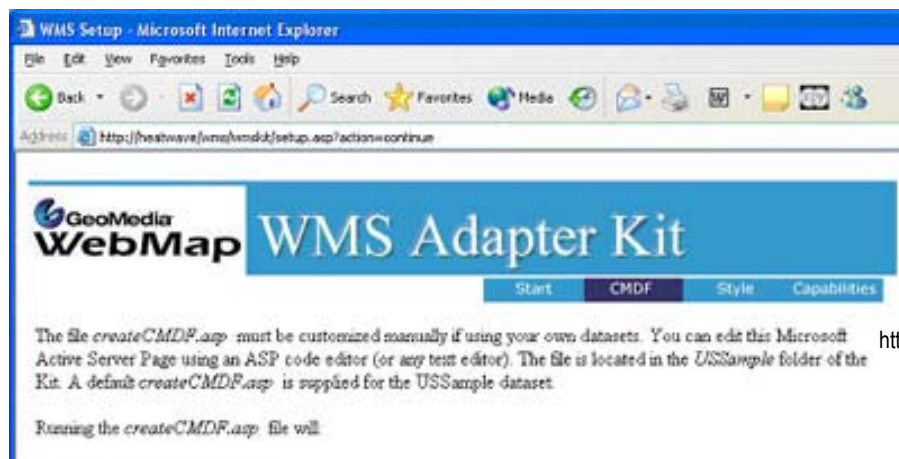 WMS Setup - Microsoft Internet Explorer
File Edit View Favorites Tools Help
Back Search Favorites Media
Address http://heatwave/wms/wmskit/setup.asp?action=continue
GeoMedia
WebMap
WMS Adapter Kit
Start CMDF Style Capabilities
The file createCMDF.asp must be customized manually if using your own datasets. You can edit this Microsoft
htt
Active Server Page using an ASP code editor (or any text editor). The file is located in the USSample folder of the
Kit. A default createCMDF.asp is supplied for the USSample dataset.
Running the createCMDF.asp file will